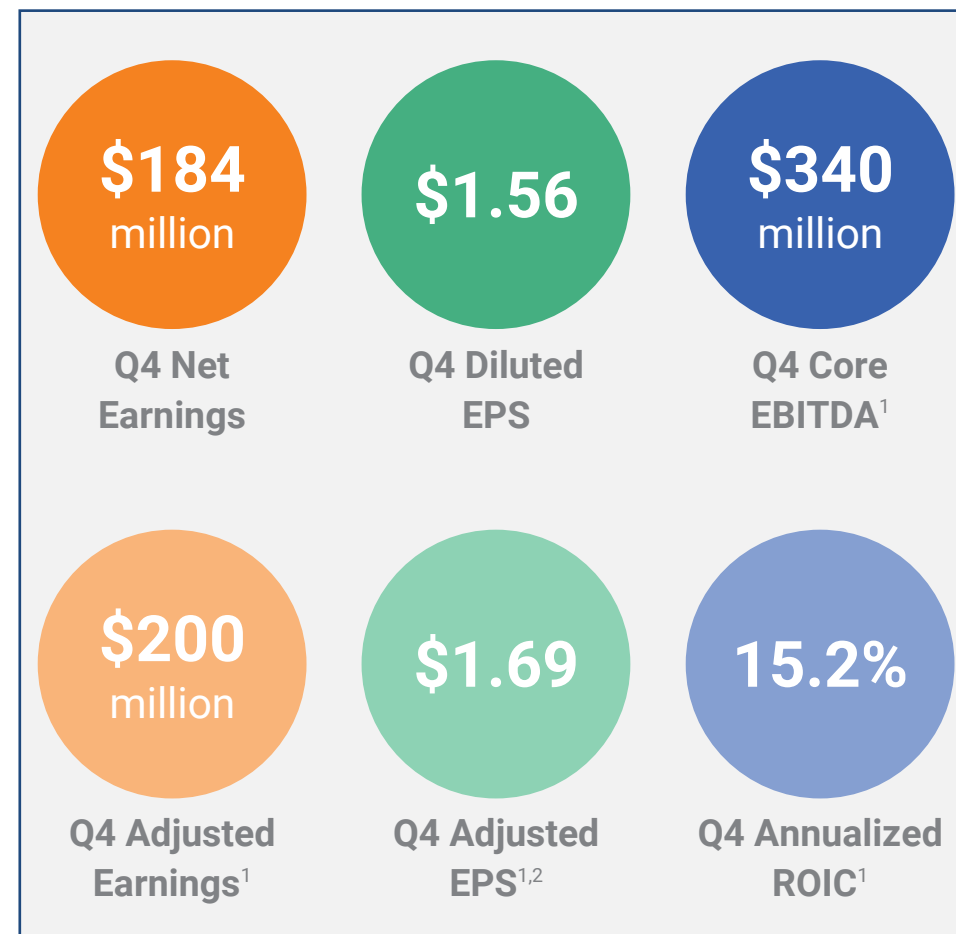 $184
million
Q4 Net
Earnings
$1.56
Q4 Diluted
EPS
$340
million
Q4 Core
EBITDA¹
$200
million
Q4 Adjusted
Earnings¹
$1.69
Q4 Adjusted
EPS¹,²
15.2%
Q4 Annualized
ROIC¹